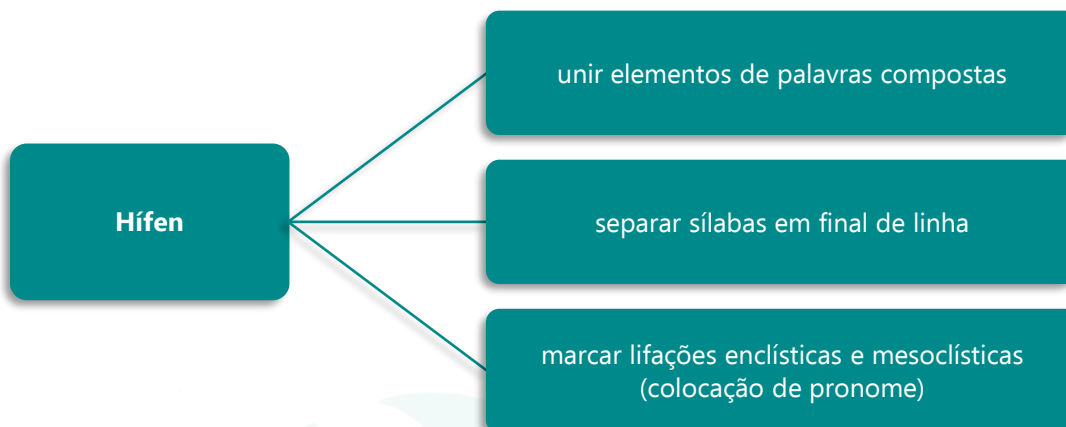 Hífen
unir elementos de palavras compostas
separar sílabas em final de linha
marcar lifações enclísticas e mesoclísticas
(colocação de pronome)